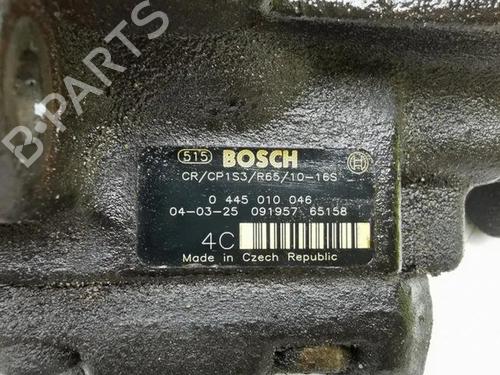 B-PARTS
515 BOSCH
CR/CP1S3/R65/10-16S
0 445 010 046
04-03-25 091957 65158
4C
Made in Czech Republic